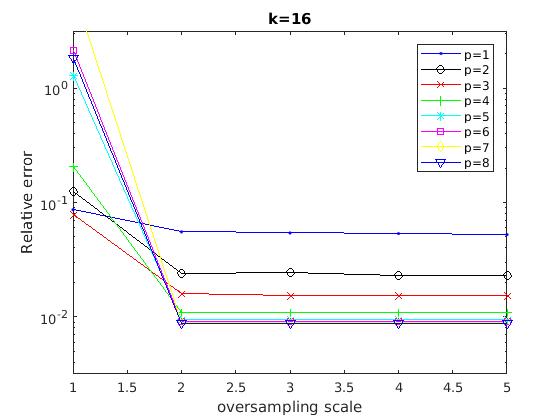 k=16
Relative error
10^0
10^-1
10^-2
p=1
p=2
p=3
p=4
p=5
p=6
p=7
p=8
1 1.5 2 2.5 3 3.5 4 4.5 5
oversampling scale